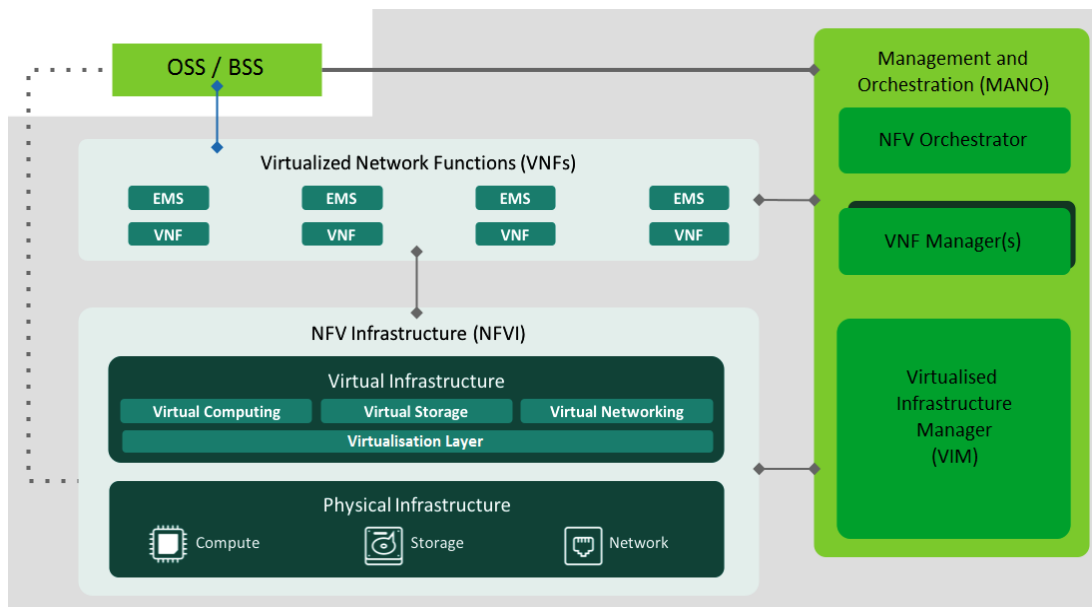 OSS / BSS
Management and
Orchestration (MANO)
NFV Orchestrator
VNF Manager(s)
Virtualised
Infrastructure
Manager
(VIM)
Virtualized Network Functions (VNFs)
EMS EMS EMS EMS
VNF VNF VNF VNF
NFV Infrastructure (NFVI)
Virtual Infrastructure
Virtual Computing Virtual Storage Virtual Networking
Virtualisation Layer
Physical Infrastructure
Compute Storage Network